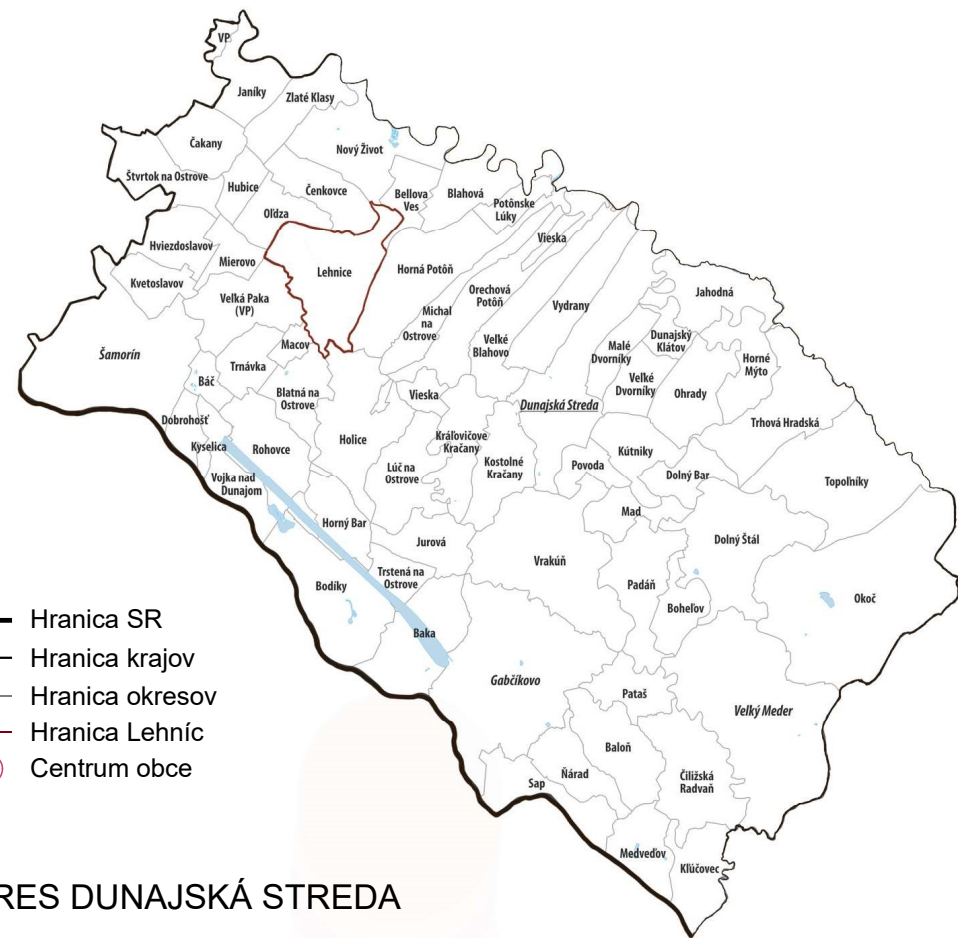 VP
Janíky
Zlaté Klasy
Čakany
Nový Život
Štvrtok na Ostrove
Hubice
Čenkovce
Bellova
Ves
Blahová
Potônske
Lúky
Oľdza
Vieska
Hviezdoslavov
Mierovo
Lehnice
Horná Potôň
Kvetoslavov
Veľká Paka
(VP)
Orechová
Potôň
Jahodná
Michal
na
Ostrove
Vydrany
Šamorín
Macov
Veľké
Blahovo
Malé
Dvorníky
Dunajský
Klátov
Horné
Mýto
Trnávka
Báč
Blatná na
Ostrove
Vieska
Veľké
Dvorníky
Ohrady
Dunajská Streda
Dobrohošť
Trhová Hradská
Kyselica
Rohovce
Holice
Kráľovičove
Kračany
Kútniky
Vojka nad
Dunajom
Lúč na
Ostrove
Kostolné
Kračany
Povoda
Dolný Bar
Topoľníky
Horný Bar
Mad
Jurová
Dolný Štál
Vrakúň
Trstená na
Ostrove
Bodíky
Padáň
Boheľov
Okoč
Baka
Gabčíkovo
Pataš
Veľký Meder
Baloň
Ňárad
Sap
Čiližská
Radvaň
Medveďov
Kľúčovec
Hranica SR
Hranica krajov
Hranica okresov
Hranica Lehníc
Centrum obce
RES DUNAJSKÁ STREDA